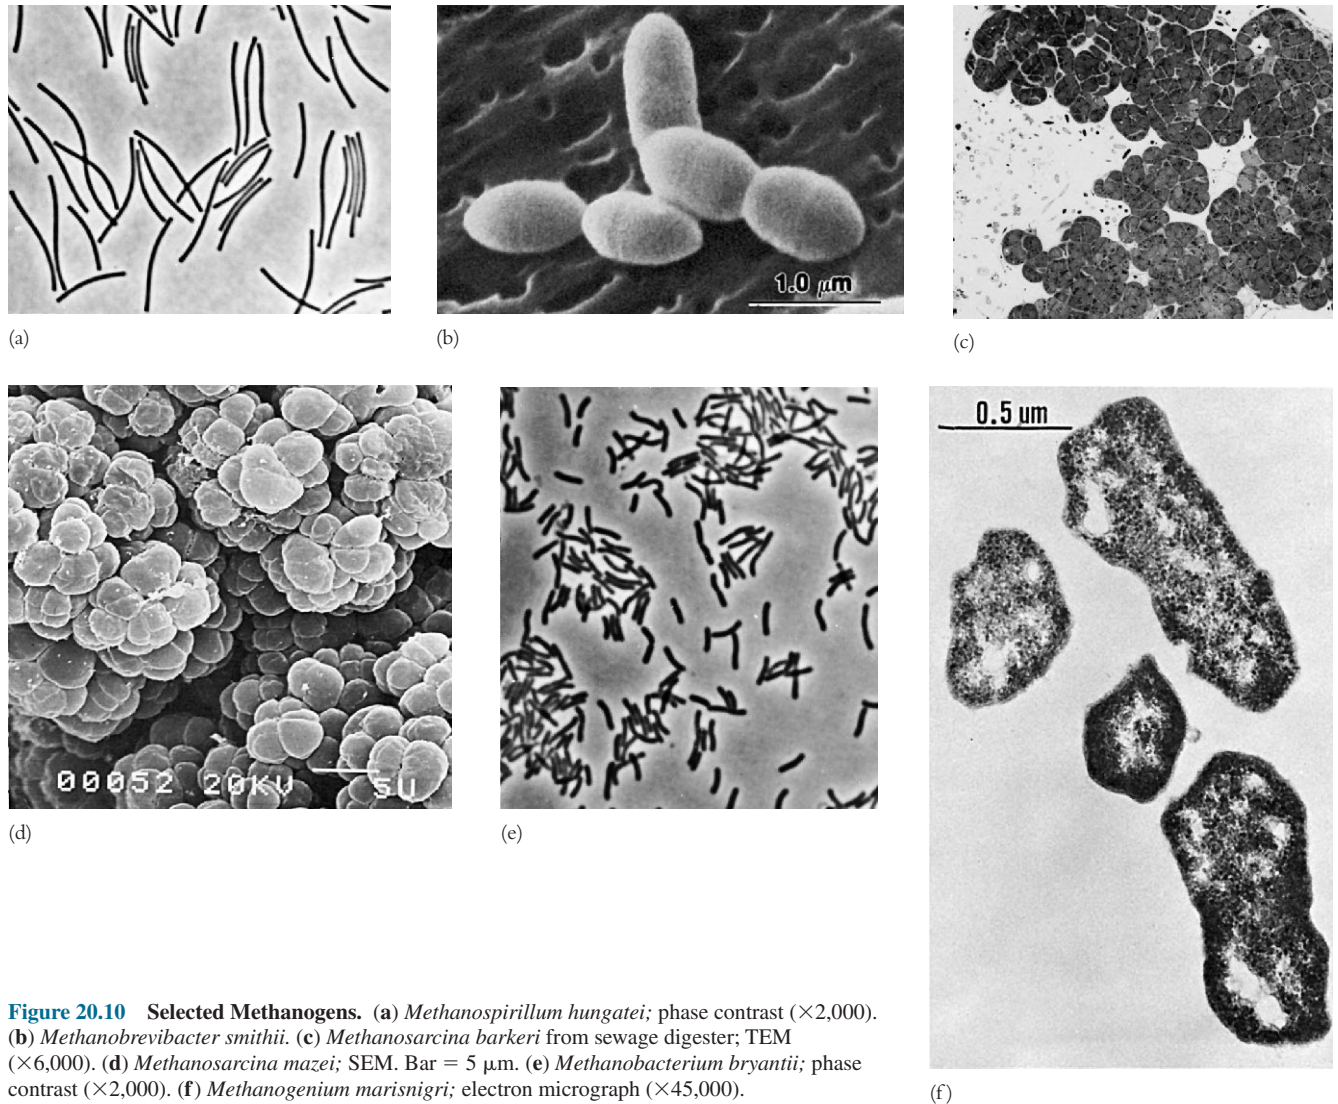 1.0 μm
(a)
(b)
(c)
0.5 um
00052 20KV 5U
(d)
(e)
(f)
Figure 20.10 Selected Methanogens. (a) Methanospirillum hungatei; phase contrast (×2,000).
(b) Methanobrevibacter smithii. (c) Methanosarcina barkeri from sewage digester; TEM
(×6,000). (d) Methanosarcina mazei; SEM. Bar = 5 μm. (e) Methanobacterium bryantii; phase
contrast (×2,000). (f) Methanogenium marisnigri; electron micrograph (×45,000).